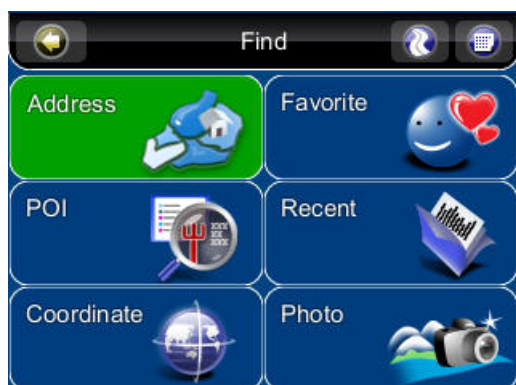 Find
Address
Favorite
POI
Recent
Coordinate
Photo